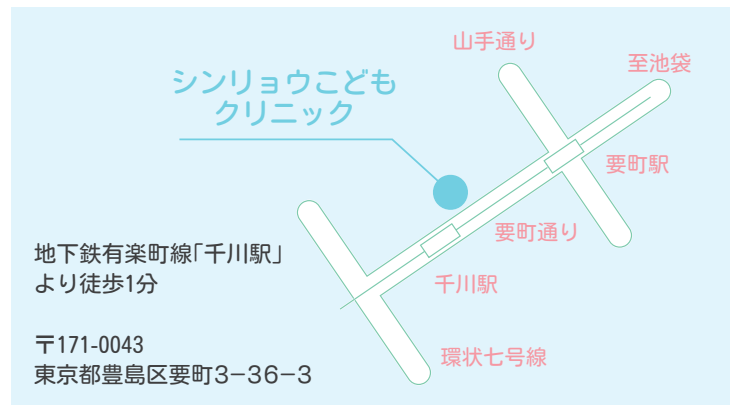 山手通り
至池袋
シンリョウこども
クリニック
要町駅
要町通り
地下鉄有楽町線｢千川駅｣
より徒歩1分
千川駅
〒171-0043
環状七号線
東京都豊島区要町3−36−3